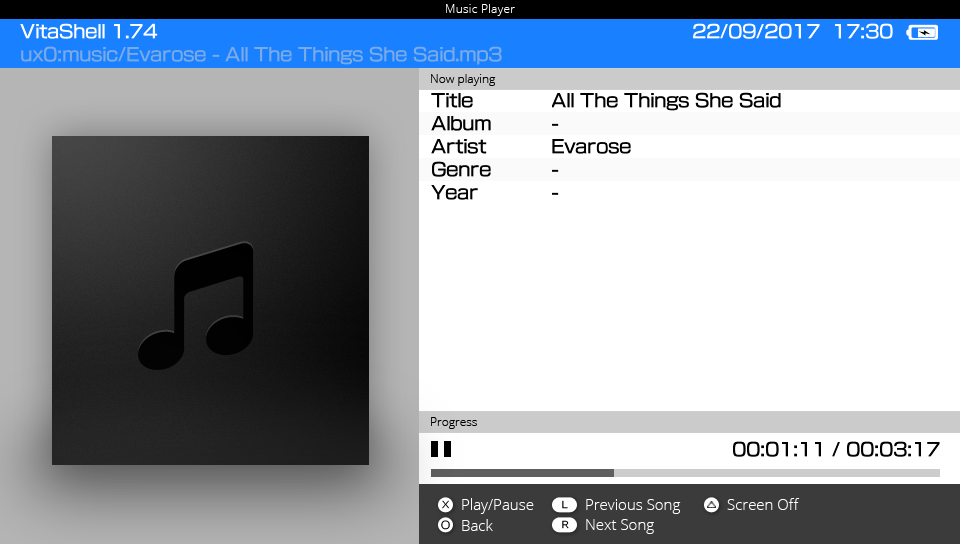 Music Player
VitaShell 1.74
22/09/2017 17:30
ux0:music/Evarose - All The Things She Said.mp3
Now playing
Title All The Things She Said
Album -
Artist Evarose
Genre -
Year -
Progress
00:01:11 / 00:03:17
X Play/Pause L Previous Song Screen Off
Back R Next Song